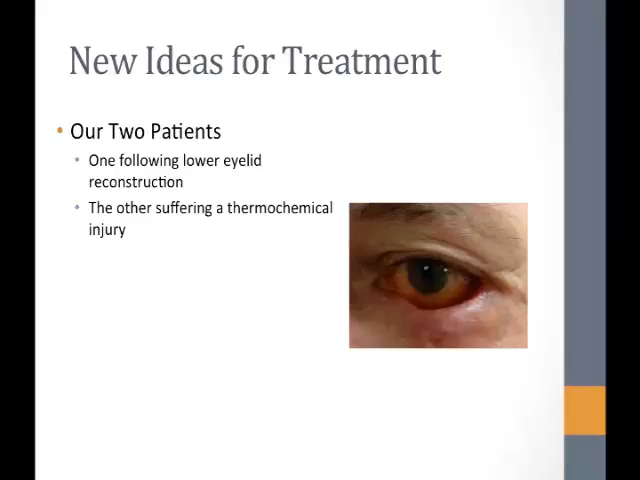 New Ideas for Treatment
• Our Two Patients
• One following lower eyelid
reconstruction
• The other suffering a thermochemical
injury